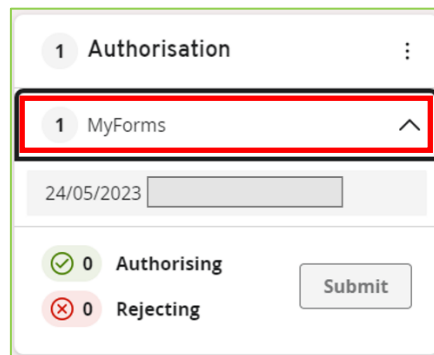 1 Authorisation
1 MyForms
24/05/2023
0 Authorising
0 Rejecting
Submit